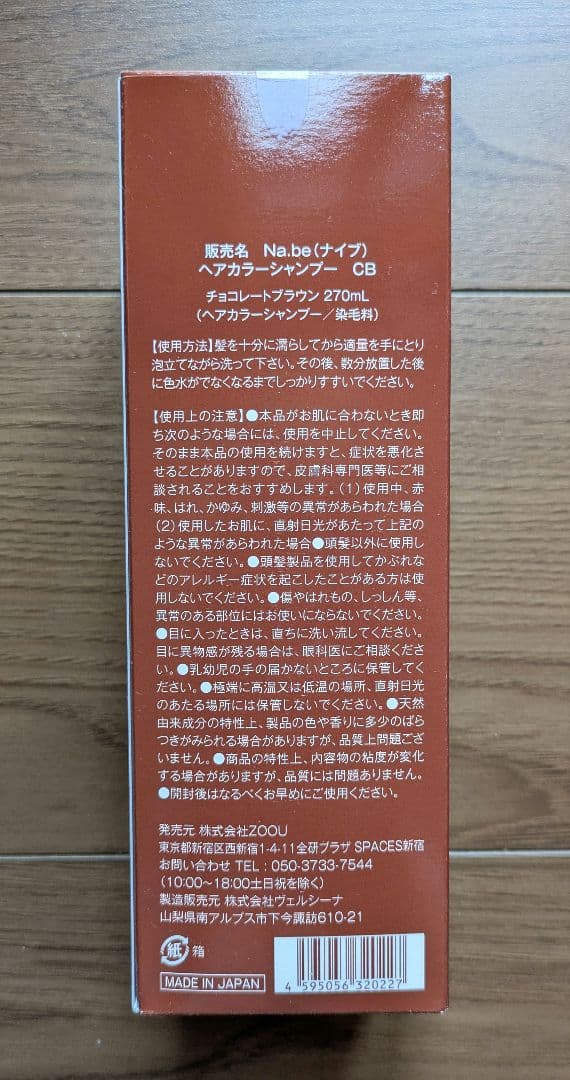 販売名　Na.be（ナイブ）
ヘアカラーシャンプー　CB
チョコレートブラウン 270mL
（ヘアカラーシャンプー／染毛料）
【使用方法】髪を十分に濡らしてから適量を手にとり
泡立てながら洗って下さい。その後、数分放置した後
に色水がでなくなるまでしっかりすすいでください。
【使用上の注意】●本品がお肌に合わないとき即
ち次のような場合には、使用を中止してください。
そのまま本品の使用を続けますと、症状を悪化さ
せることがありますので、皮膚科専門医等にご相
談されることをおすすめします。（1）使用中、赤
味、はれ、かゆみ、刺激等の異常があらわれた場合
（2）使用したお肌に、直射日光があたって上記の
ような異常があらわれた場合●頭髪以外に使用し
ないでください。●頭髪製品を使用してかぶれな
どのアレルギー症状を起こしたことがある方は使
用しないでください。●傷やはれもの、しっしん等、
異常のある部位にはお使いにならないでください。
●目に入ったときは、直ちに洗い流してください。
目に異物感が残る場合は、眼科医にご相談くださ
い。●乳幼児の手の届かないところに保管してく
ださい。●極端に高温又は低温の場所、直射日光
のあたる場所には保管しないでください。●天然
由来成分の特性上、製品の色や香りに多少のばら
つきがみられる場合がありますが、品質上問題ござ
いません。●商品の特性上、内容物の粘度が変化
する場合がありますが、品質には問題ありません。
●開封後はなるべくお早めにご使用ください。
発売元 株式会社ZOOU
東京都新宿区西新宿1-4-11全研プラザ SPACES新宿
お問い合わせ TEL : 050-3733-7544
（10:00〜18:00土日祝を除く）
製造販売元 株式会社ヴェルシーナ
山梨県南アルプス市下今諏訪610-21
紙 箱
MADE IN JAPAN
4 595056 320227